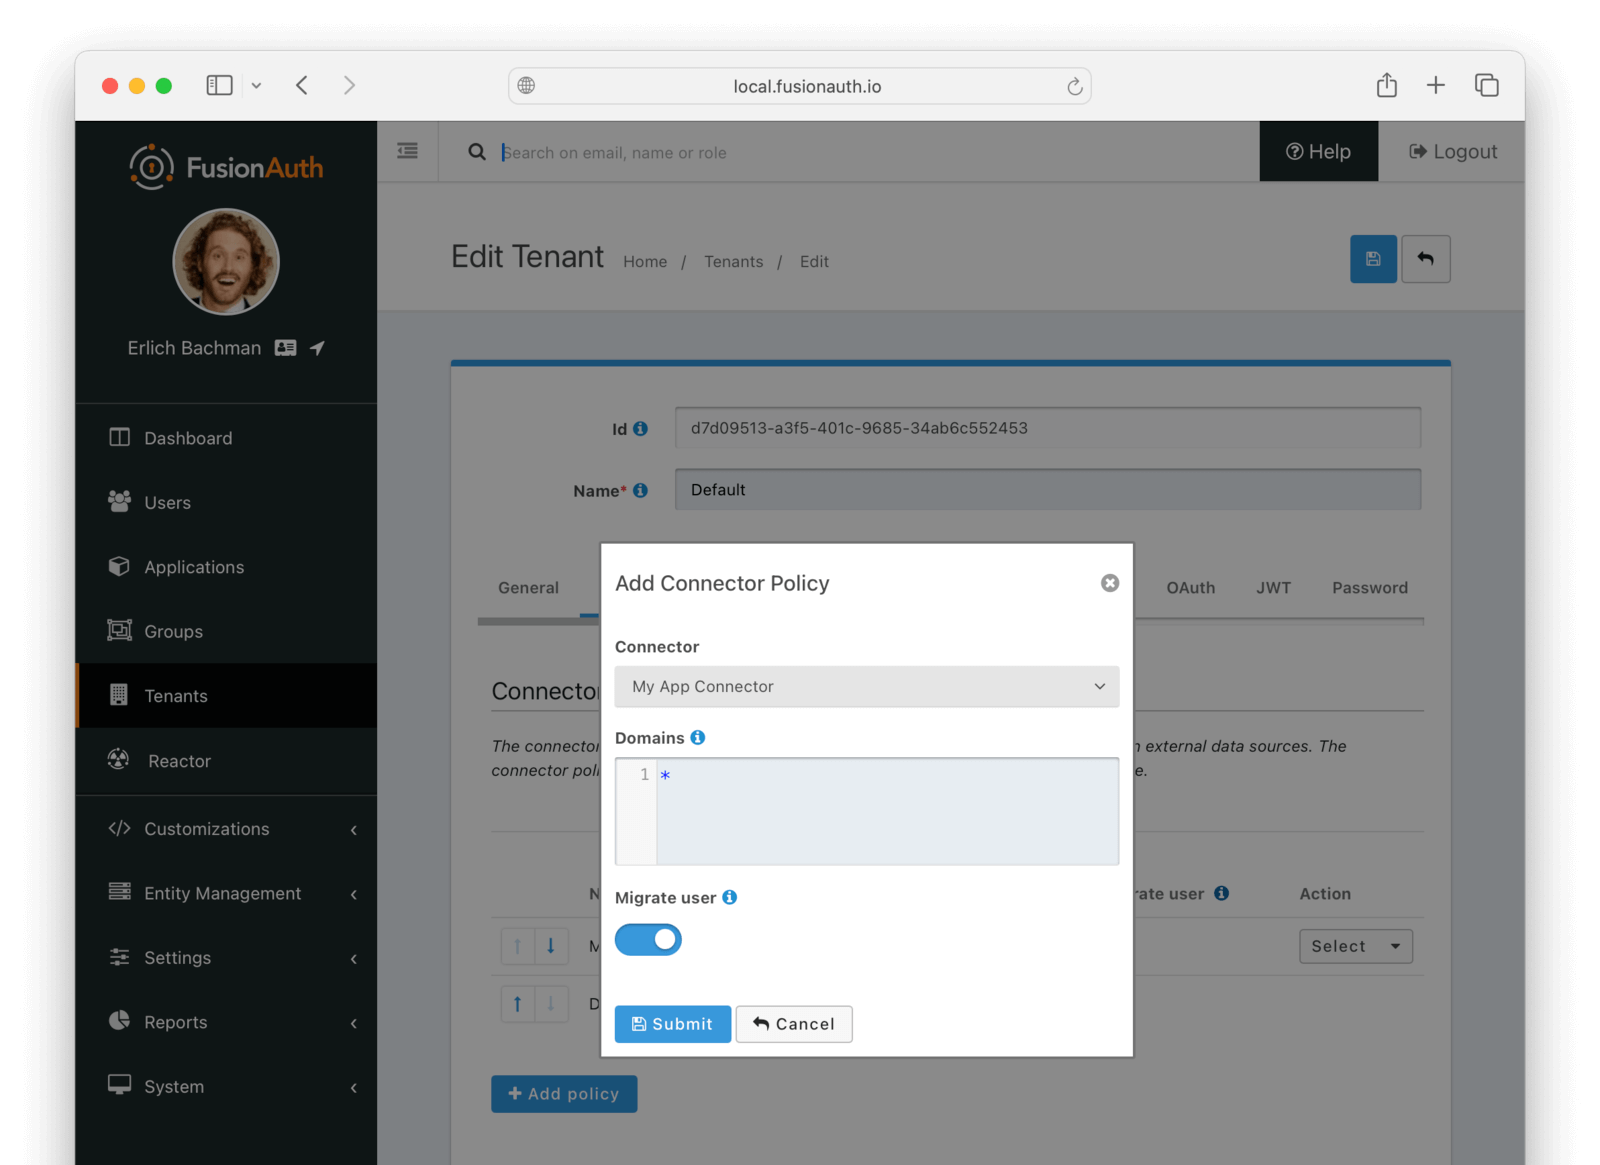 local.fusionauth.io
FusionAuth
Search on email, name or role
Help
Logout
Erlich Bachman
Edit Tenant
Home / Tenants / Edit
Dashboard
Users
Applications
Groups
Tenants
Reactor
Customizations
Entity Management
Settings
Reports
System
Id
d7d09513-a3f5-401c-9685-34ab6c552453
Name*
Default
General
OAuth
JWT
Password
Connecto
The connector
n external data sources. The
connector poli
e.
N
rate user
Action
M
Select
D
Add policy
Add Connector Policy
Connector
My App Connector
Domains
1 *
Migrate user
Submit
Cancel